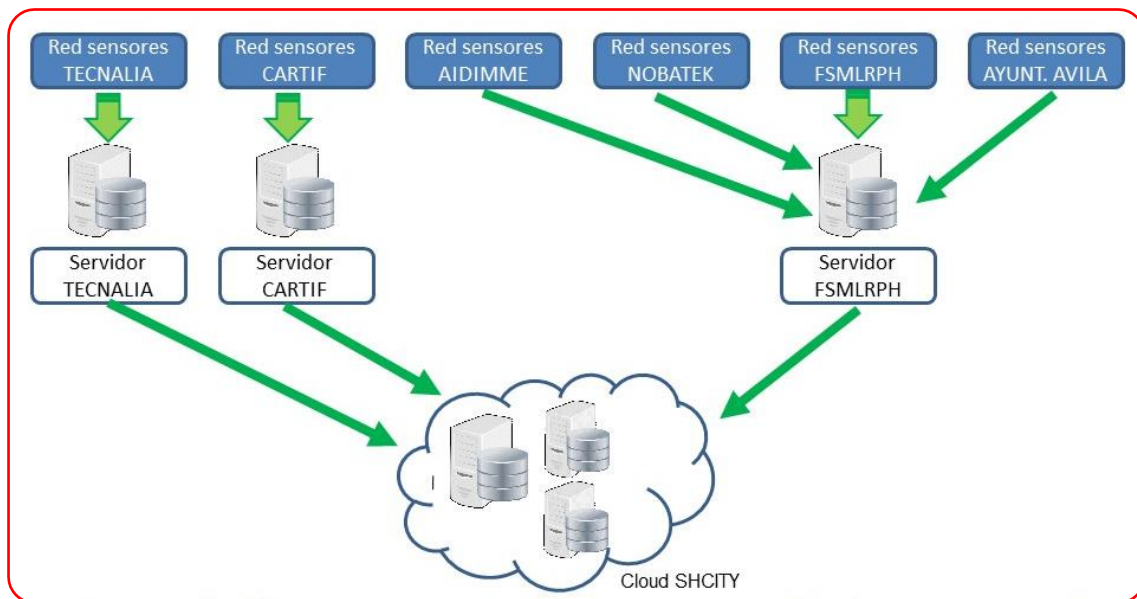 Red sensores
TECNALIA
Red sensores
CARTIF
Red sensores
AIDIMME
Red sensores
NOBATEK
Red sensores
FSMLRPH
Red sensores
AYUNT. AVILA
Servidor
TECNALIA
Servidor
CARTIF
Servidor
FSMLRPH
Cloud SHCITY